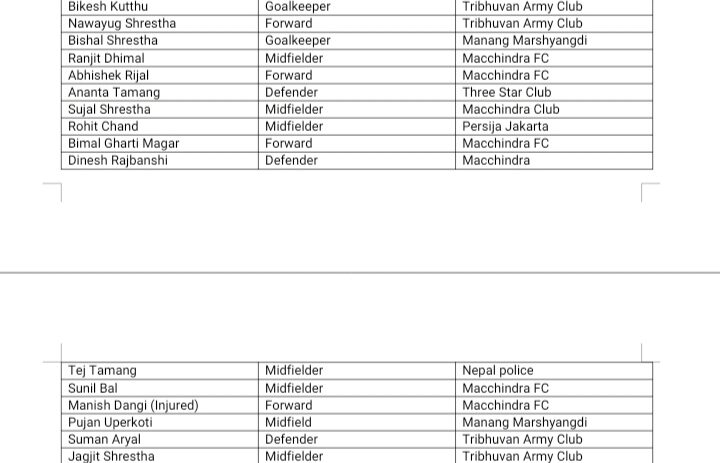 Bikesh Kutthu Goalkeeper Tribhuvan Army Club
Nawayug Shrestha Forward Tribhuvan Army Club
Bishal Shrestha Goalkeeper Manang Marshyangdi
Ranjit Dhimal Midfielder Macchindra FC
Abhishek Rijal Forward Macchindra FC
Ananta Tamang Defender Three Star Club
Sujal Shrestha Midfielder Macchindra Club
Rohit Chand Midfielder Persija Jakarta
Bimal Gharti Magar Forward Macchindra FC
Dinesh Rajbanshi Defender Macchindra
Tej Tamang Midfielder Nepal police
Sunil Bal Midfielder Macchindra FC
Manish Dangi (Injured) Forward Macchindra FC
Pujan Uperkoti Midfield Manang Marshyangdi
Suman Aryal Defender Tribhuvan Army Club
Jagjit Shrestha Midfielder Tribhuvan Army Club